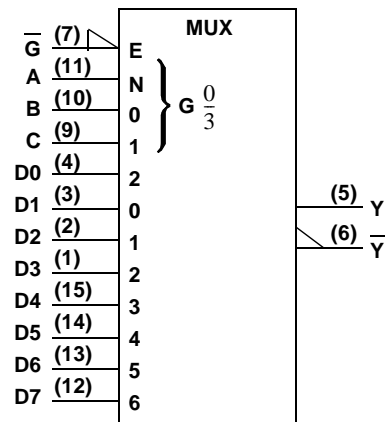 MUX
G̅ (7) E
A (11) N
B (10) 0 G 0/3
C (9) 1
D0 (4) 2
D1 (3) 0 (5) Y
D2 (2) 1 (6) Y̅
D3 (1) 2
D4 (15) 3
D5 (14) 4
D6 (13) 5
D7 (12) 6